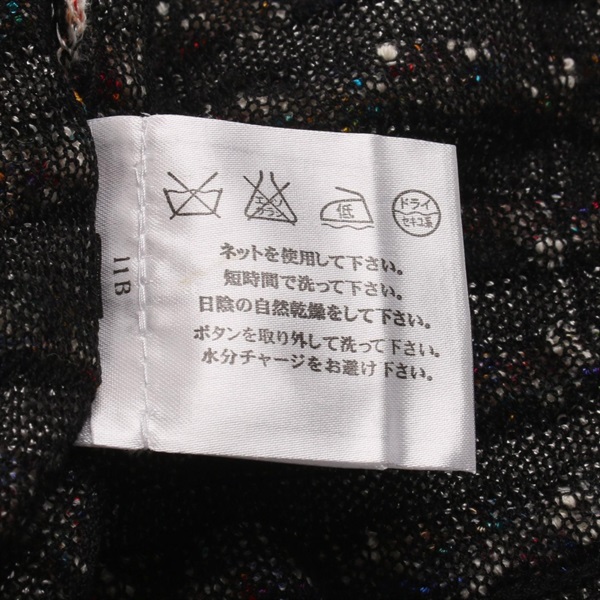 エンソ
サラシ
低
ドライ
セキユ系
ネットを使用して下さい。
短時間で洗って下さい。
日陰の自然乾燥をして下さい。
ボタンを取り外して洗って下さい。
水分チャージをお避け下さい。
11B